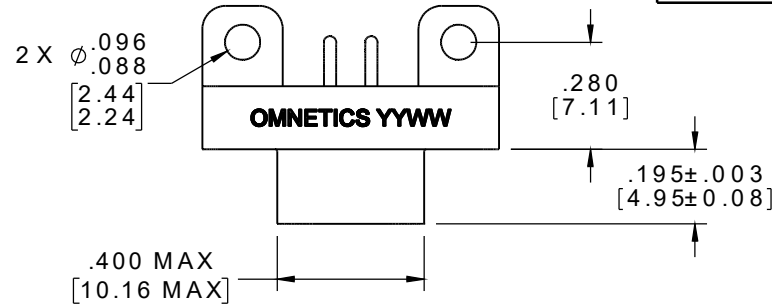 2 X ⌀ .096
.088
[2.44]
[2.24]
.280
[7.11]
OMNETICS YYWW
.195±.003
[4.95±0.08]
.400 MAX
[10.16 MAX]